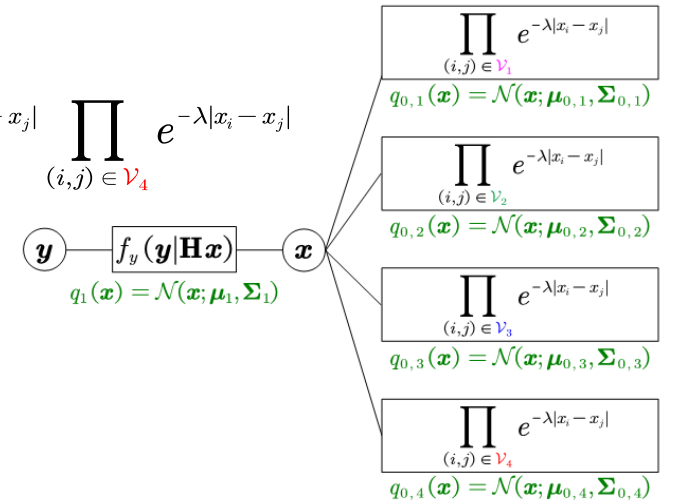 - x_j| ∏_{(i,j) ∈ 𝒱_4} e^{-λ|x_i - x_j|}
y
f_y(y|Hx)
x
q_1(x) = 𝒩(x; μ_1, Σ_1)
∏_{(i,j) ∈ 𝒱_1} e^{-λ|x_i - x_j|}
q_{0,1}(x) = 𝒩(x; μ_{0,1}, Σ_{0,1})
∏_{(i,j) ∈ 𝒱_2} e^{-λ|x_i - x_j|}
q_{0,2}(x) = 𝒩(x; μ_{0,2}, Σ_{0,2})
∏_{(i,j) ∈ 𝒱_3} e^{-λ|x_i - x_j|}
q_{0,3}(x) = 𝒩(x; μ_{0,3}, Σ_{0,3})
∏_{(i,j) ∈ 𝒱_4} e^{-λ|x_i - x_j|}
q_{0,4}(x) = 𝒩(x; μ_{0,4}, Σ_{0,4})